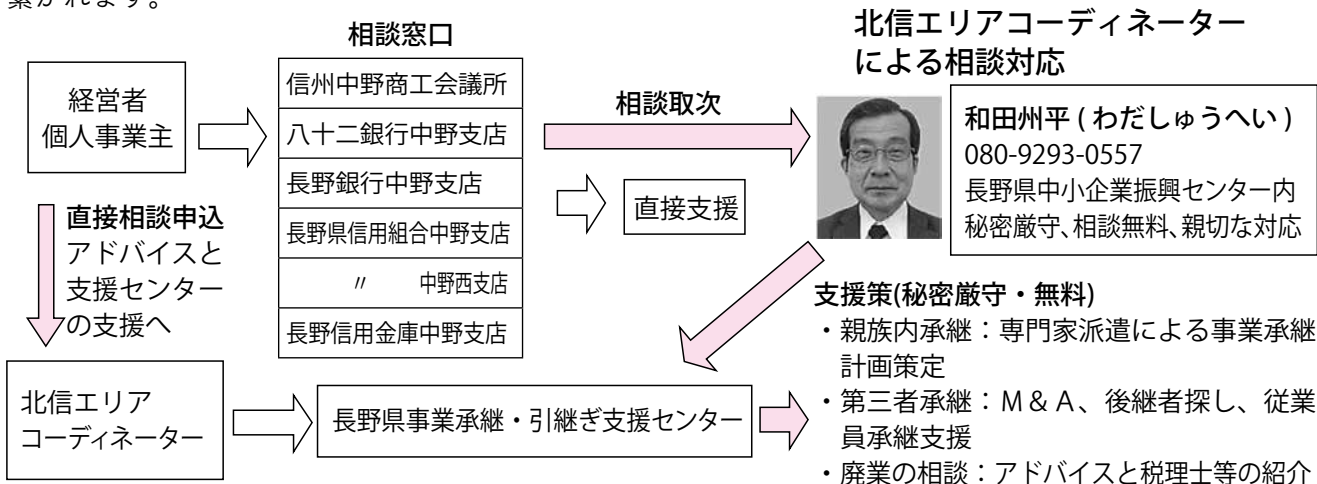 繋がれます。
相談窓口
経営者
個人事業主
信州中野商工会議所
八十二銀行中野支店
長野銀行中野支店
長野県信用組合中野支店
〃　　中野西支店
長野信用金庫中野支店
相談取次
直接支援
北信エリアコーディネーター
による相談対応
和田州平 ( わだしゅうへい )
080-9293-0557
長野県中小企業振興センター内
秘密厳守、相談無料、親切な対応
直接相談申込
アドバイスと
支援センター
の支援へ
北信エリア
コーディネーター
長野県事業承継・引継ぎ支援センター
支援策(秘密厳守・無料)
・親族内承継：専門家派遣による事業承継
計画策定
・第三者承継：Ｍ＆Ａ、後継者探し、従業
員承継支援
・廃業の相談：アドバイスと税理士等の紹介